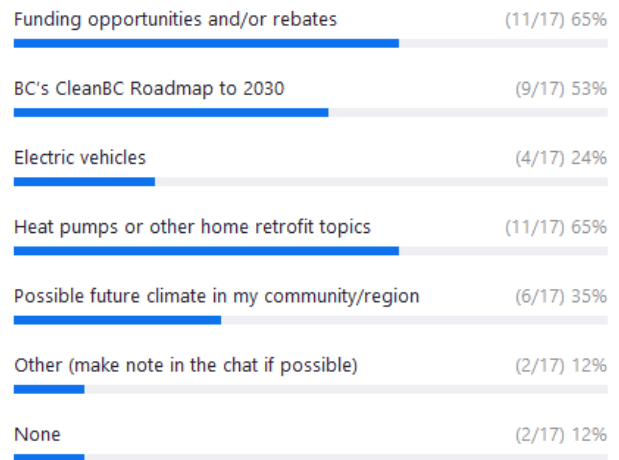 Funding opportunities and/or rebates (11/17) 65%
BC's CleanBC Roadmap to 2030 (9/17) 53%
Electric vehicles (4/17) 24%
Heat pumps or other home retrofit topics (11/17) 65%
Possible future climate in my community/region (6/17) 35%
Other (make note in the chat if possible) (2/17) 12%
None (2/17) 12%